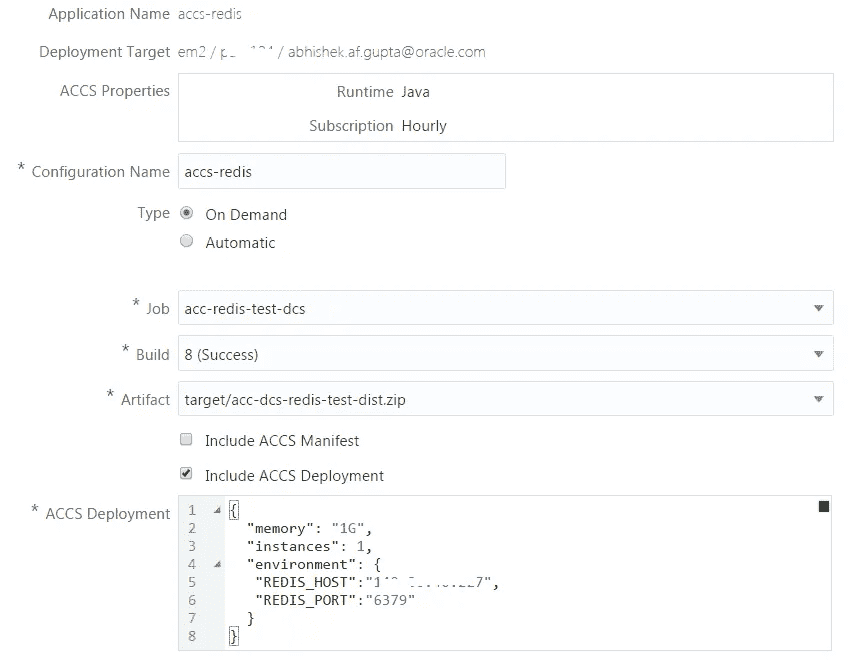 Application Name accs-redis
Deployment Target em2 / / abhishek.af.gupta@oracle.com
ACCS Properties
Runtime Java
Subscription Hourly
* Configuration Name accs-redis
Type On Demand
Automatic
* Job acc-redis-test-dcs
* Build 8 (Success)
* Artifact target/acc-dcs-redis-test-dist.zip
Include ACCS Manifest
Include ACCS Deployment
* ACCS Deployment
1 {
2 "memory": "1G",
3 "instances": 1,
4 "environment": {
5 "REDIS_HOST":
6 "REDIS_PORT":"6379"
7 }
8 }